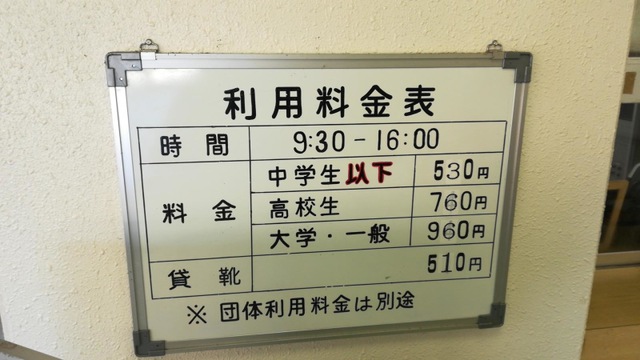 利用料金表
時間 9:30-16:00
料金 中学生以下 530円
高校生 760円
大学・一般 960円
貸靴 510円
※ 団体利用料金は別途